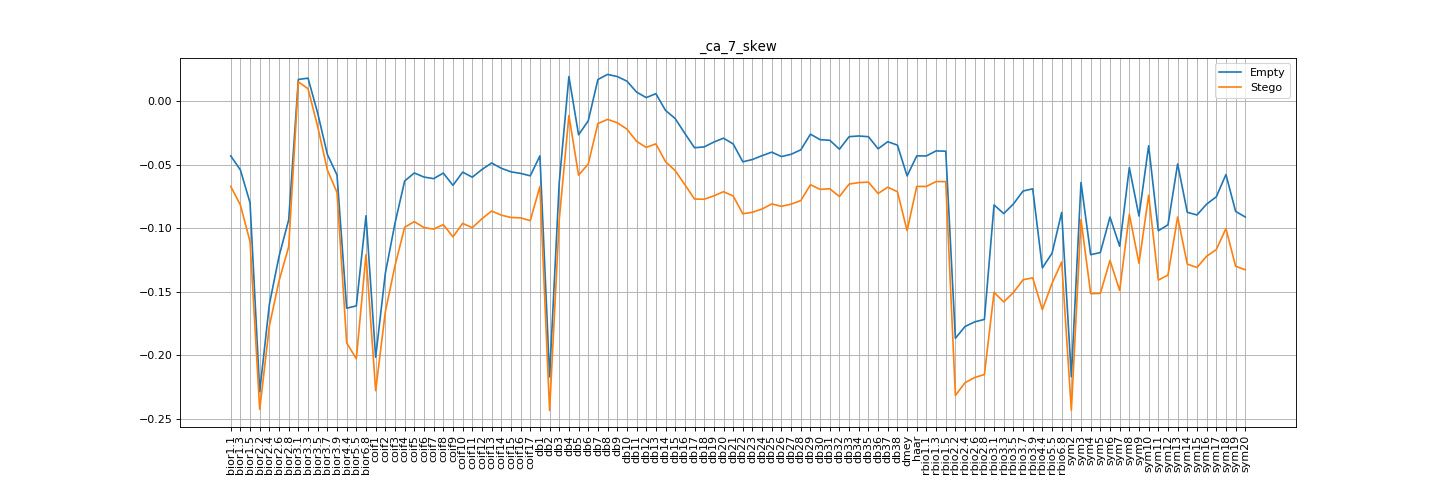 _ca_7_skew
Empty
Stego
0.00
−0.05
−0.10
−0.15
−0.20
−0.25
bior1.1
bior1.3
bior1.5
bior2.2
bior2.4
bior2.6
bior2.8
bior3.1
bior3.3
bior3.5
bior3.7
bior3.9
bior4.4
bior5.5
bior6.8
coif1
coif2
coif3
coif4
coif5
coif6
coif7
coif8
coif9
coif10
coif11
coif12
coif13
coif14
coif15
coif16
coif17
db1
db2
db3
db4
db5
db6
db7
db8
db9
db10
db11
db12
db13
db14
db15
db16
db17
db18
db19
db20
db21
db22
db23
db24
db25
db26
db27
db28
db29
db30
db31
db32
db33
db34
db35
db36
db37
db38
dmey
haar
rbio1.1
rbio1.3
rbio1.5
rbio2.2
rbio2.4
rbio2.6
rbio2.8
rbio3.1
rbio3.3
rbio3.5
rbio3.7
rbio3.9
rbio4.4
rbio5.5
rbio6.8
sym2
sym3
sym4
sym5
sym6
sym7
sym8
sym9
sym10
sym11
sym12
sym13
sym14
sym15
sym16
sym17
sym18
sym19
sym20